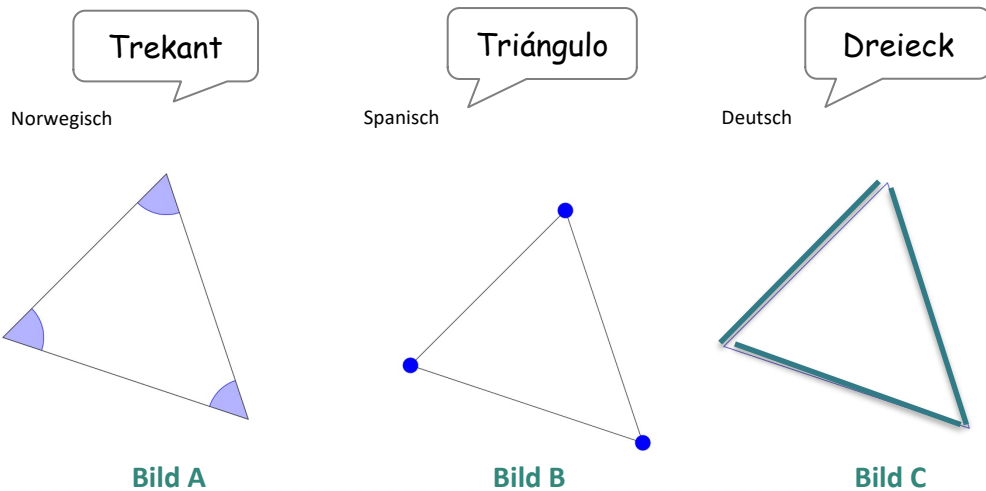 Trekant
Triángulo
Dreieck
Norwegisch
Spanisch
Deutsch
Bild A
Bild B
Bild C